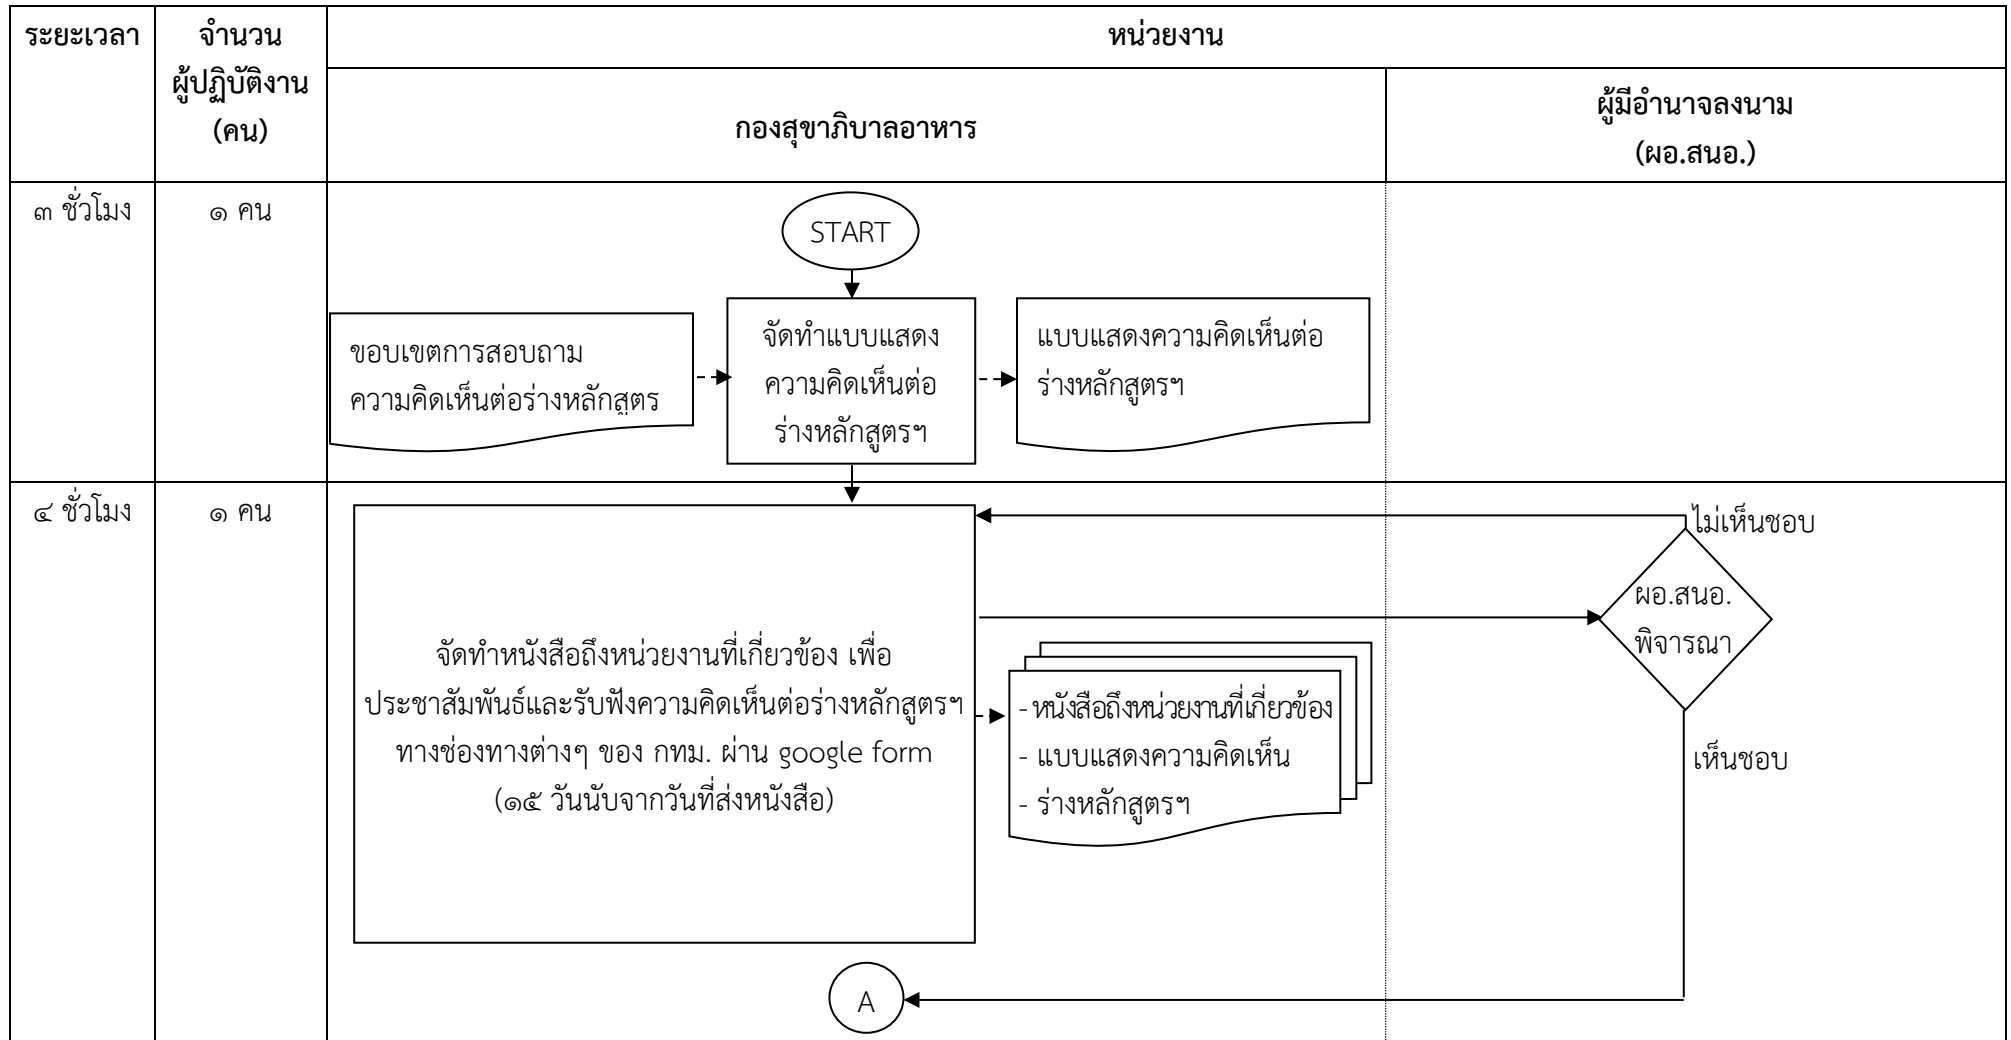 ระยะเวลา
จำนวน
ผู้ปฏิบัติงาน
(คน)
หน่วยงาน
กองสุขาภิบาลอาหาร
ผู้มีอำนาจลงนาม
(ผอ.สนอ.)
๓ ชั่วโมง
๑ คน
START
ขอบเขตการสอบถาม
ความคิดเห็นต่อร่างหลักสูตร
จัดทำแบบแสดง
ความคิดเห็นต่อ
ร่างหลักสูตรฯ
แบบแสดงความคิดเห็นต่อ
ร่างหลักสูตรฯ
๔ ชั่วโมง
๑ คน
จัดทำหนังสือถึงหน่วยงานที่เกี่ยวข้อง เพื่อ
ประชาสัมพันธ์และรับฟังความคิดเห็นต่อร่างหลักสูตรฯ
ทางช่องทางต่างๆ ของ กทม. ผ่าน google form
(๑๕ วันนับจากวันที่ส่งหนังสือ)
- หนังสือถึงหน่วยงานที่เกี่ยวข้อง
- แบบแสดงความคิดเห็น
- ร่างหลักสูตรฯ
ไม่เห็นชอบ
ผอ.สนอ.
พิจารณา
เห็นชอบ
A